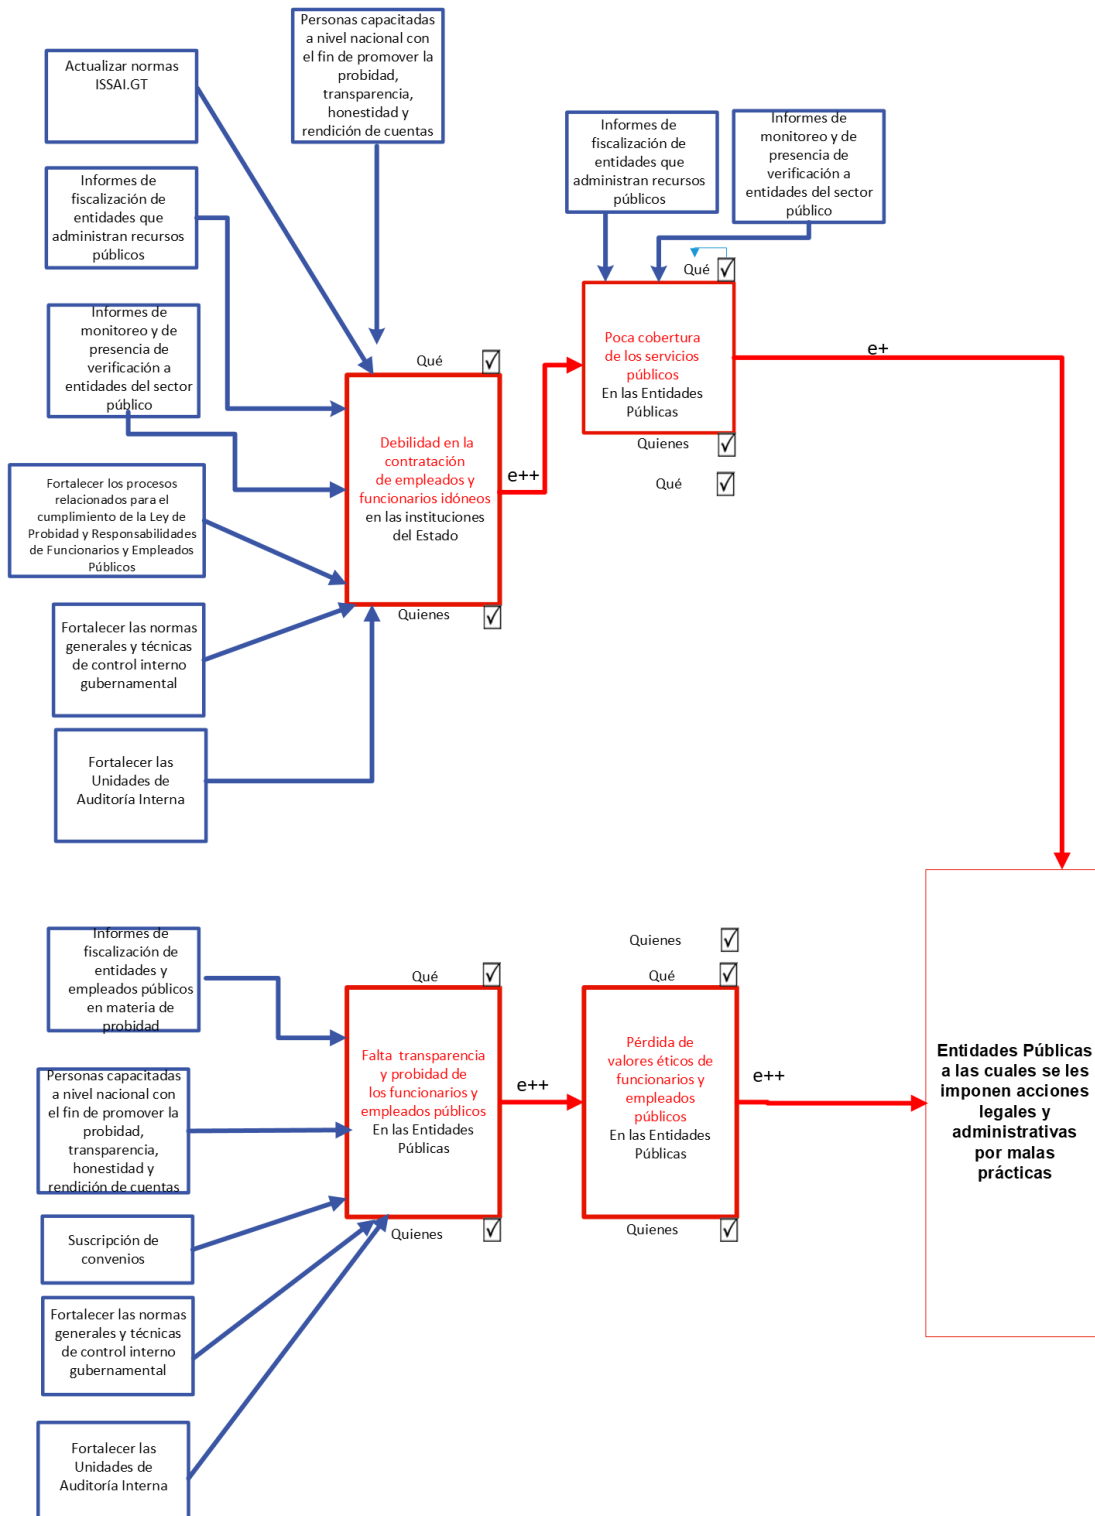 Personas capacitadas
a nivel nacional con
el fin de promover la
probidad,
transparencia,
honestidad y
rendición de cuentas
Actualizar normas
ISSAI.GT
Informes de
fiscalización de
entidades que
administran recursos
públicos
Informes de
monitoreo y de
presencia de
verificación a
entidades del sector
público
Informes de
fiscalización de
entidades que
administran recursos
públicos
Qué
Informes de
monitoreo y de
presencia de
verificación a
entidades del sector
público
Poca cobertura
de los servicios
públicos
En las Entidades
Públicas
e+
Quienes
Qué
Qué
Debilidad en la
contratación
de empleados y
funcionarios idóneos
en las instituciones
del Estado
e++
Quienes
Fortalecer los procesos
relacionados para el
cumplimiento de la Ley de
Probidad y Responsabilidades
de Funcionarios y Empleados
Públicos
Fortalecer las normas
generales y técnicas
de control interno
gubernamental
Fortalecer las
Unidades de
Auditoría Interna
Informes de
fiscalización de
entidades y
empleados públicos
en materia de
probidad
Qué
Quienes
Qué
Falta  transparencia
y probidad de
los funcionarios y
empleados públicos
En las Entidades
Públicas
e++
Pérdida de
valores éticos de
funcionarios y
empleados
públicos
En las Entidades
Públicas
e++
Entidades Públicas
a las cuales se les
imponen acciones
legales y
administrativas
por malas
prácticas
Personas capacitadas
a nivel nacional con
el fin de promover la
probidad,
transparencia,
honestidad y
rendición de cuentas
Quienes
Quienes
Suscripción de
convenios
Fortalecer las normas
generales y técnicas
de control interno
gubernamental
Fortalecer las
Unidades de
Auditoría Interna